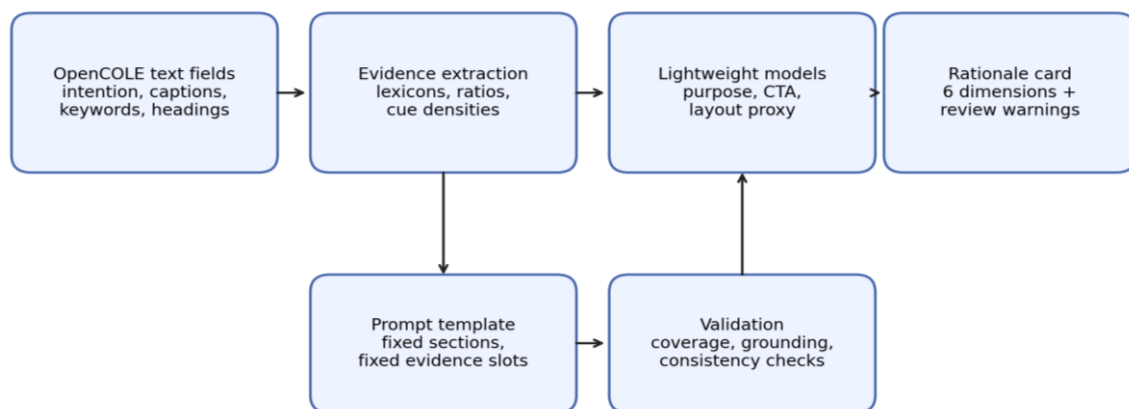 OpenCOLE text fields
intention, captions,
keywords, headings
Evidence extraction
lexicons, ratios,
cue densities
Lightweight models
purpose, CTA,
layout proxy
Rationale card
6 dimensions +
review warnings
Prompt template
fixed sections,
fixed evidence slots
Validation
coverage, grounding,
consistency checks